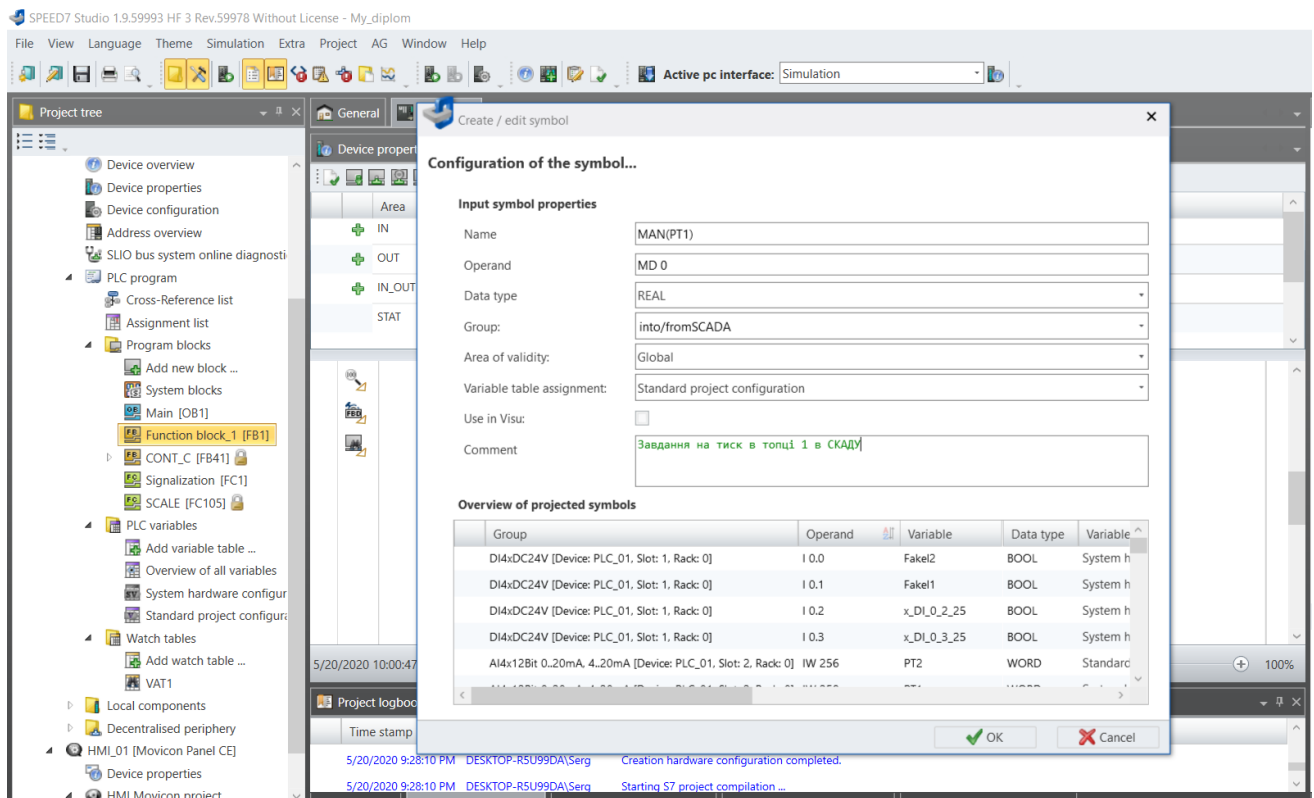 SPEED7 Studio 1.9.59993 HF 3 Rev.59978 Without License - My_diplom
File View Language Theme Simulation Extra Project AG Window Help
Active pc interface: Simulation
Project tree
General
Device overview
Device properties
Device configuration
Address overview
SLIO bus system online diagnosti
PLC program
Cross-Reference list
Assignment list
Program blocks
Add new block ...
System blocks
Main [OB1]
Function block_1 [FB1]
CONT_C [FB41]
Signalization [FC1]
SCALE [FC105]
PLC variables
Add variable table ...
Overview of all variables
System hardware configur
Standard project configura
Watch tables
Add watch table ...
VAT1
Local components
Decentralised periphery
HMI_01 [Movicon Panel CE]
Device properties
HMI Movicon project
Device propert
Area
IN
OUT
IN_OUT
STAT
FBD
5/20/2020 10:00:47
100%
Create / edit symbol
Configuration of the symbol...
Input symbol properties
Name MAN(PT1)
Operand MD 0
Data type REAL
Group: into/fromSCADA
Area of validity: Global
Variable table assignment: Standard project configuration
Use in Visu:
Comment Завдання на тиск в топці 1 в СКАДУ
Overview of projected symbols
Group Operand Variable Data type Variable
DI4xDC24V [Device: PLC_01, Slot: 1, Rack: 0] I 0.0 Fakel2 BOOL System h
DI4xDC24V [Device: PLC_01, Slot: 1, Rack: 0] I 0.1 Fakel1 BOOL System h
DI4xDC24V [Device: PLC_01, Slot: 1, Rack: 0] I 0.2 x_DI_0_2_25 BOOL System h
DI4xDC24V [Device: PLC_01, Slot: 1, Rack: 0] I 0.3 x_DI_0_3_25 BOOL System h
AI4x12Bit 0..20mA, 4..20mA [Device: PLC_01, Slot: 2, Rack: 0] IW 256 PT2 WORD Standard
OK Cancel
Project logboo
Time stamp
5/20/2020 9:28:10 PM DESKTOP-R5U99DA\Serg Creation hardware configuration completed.
5/20/2020 9:28:10 PM DESKTOP-R5U99DA\Serg Starting S7 project compilation ...